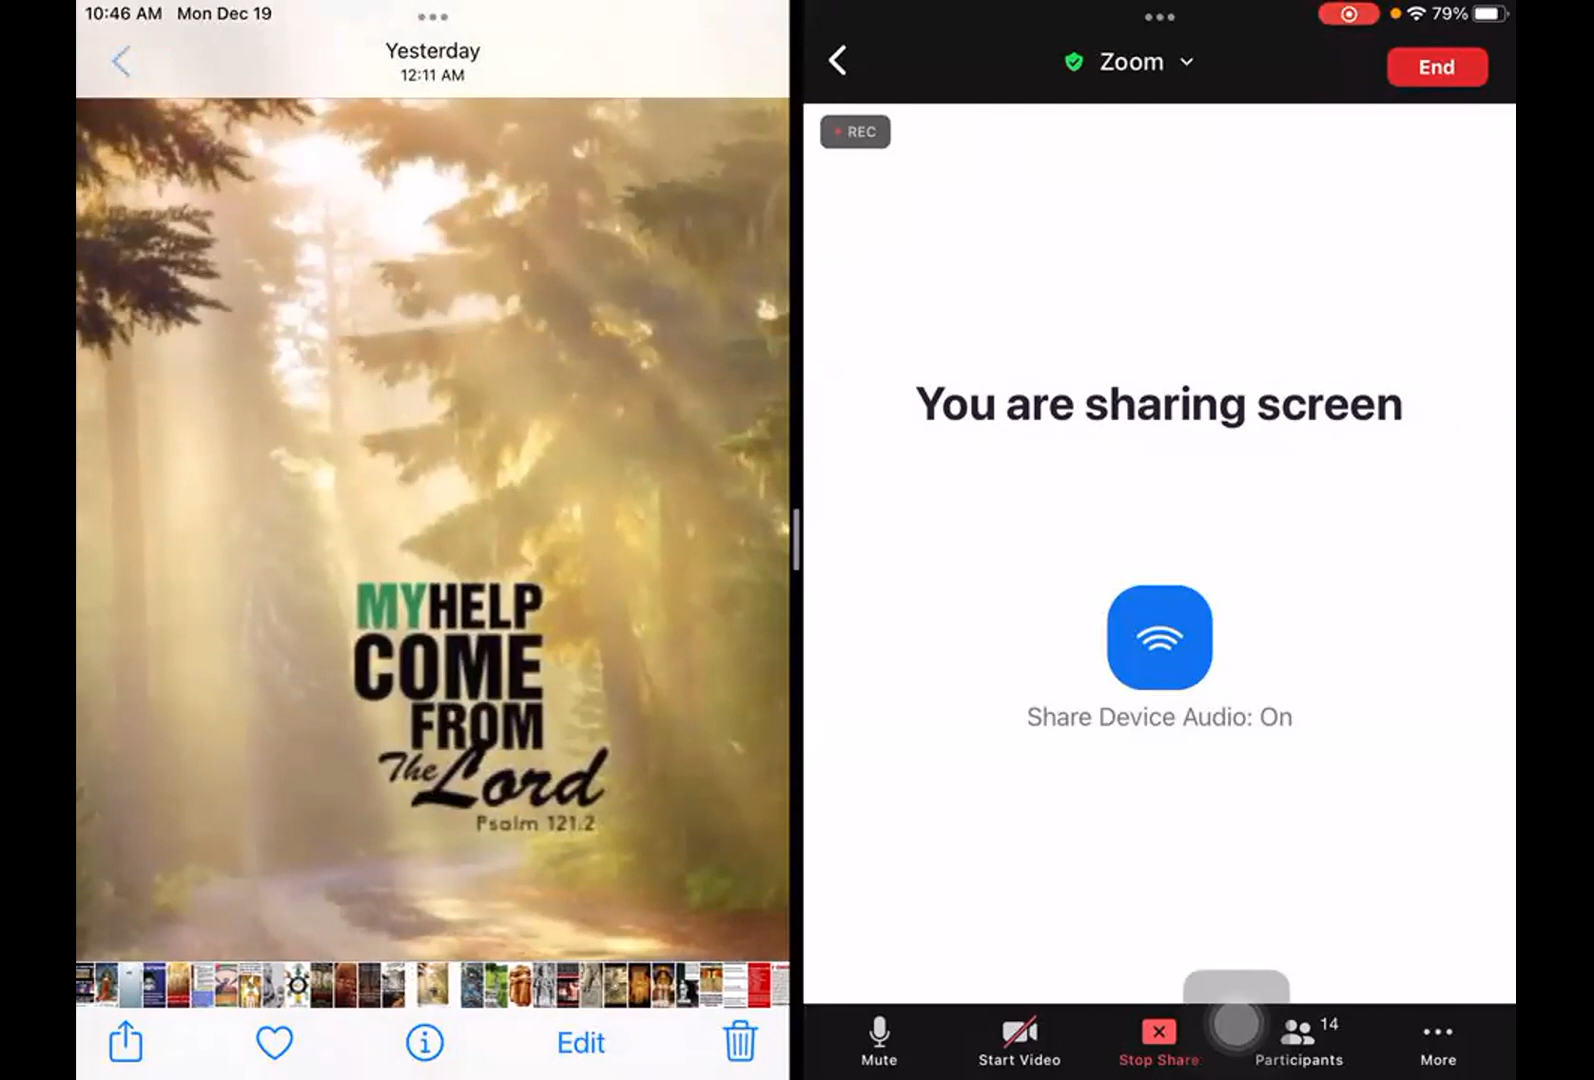 10:46 AM Mon Dec 19
Yesterday
12:11 AM
MYHELP
COME
FROM
The Lord
Psalm 121:2
Edit
79%
Zoom
End
REC
You are sharing screen
Share Device Audio: On
Mute
Start Video
Stop Share
14
Participants
More